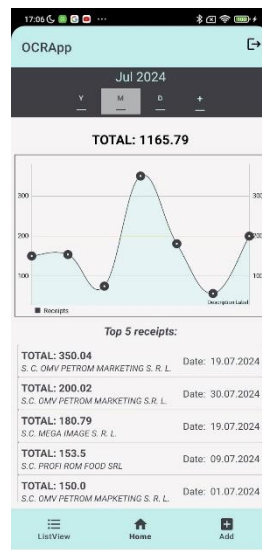 17:06
OCRApp
Jul 2024
Y M D +
TOTAL: 1165.79
300 300
200 200
100 100
Description Label
Receipts
Top 5 receipts:
TOTAL: 350.04
S. C. OMV PETROM MARKETING S. R. L. Date: 19.07.2024
TOTAL: 200.02
S.C. OMV PETROM MARKETING S.R. L. Date: 30.07.2024
TOTAL: 180.79
S.C. MEGA IMAGE S. R. L. Date: 19.07.2024
TOTAL: 153.5
S.C. PROFI ROM FOOD SRL Date: 09.07.2024
TOTAL: 150.0
S.C. OMV PETROM MAPKETING S. R. L. Date: 01.07.2024
ListView Home Add